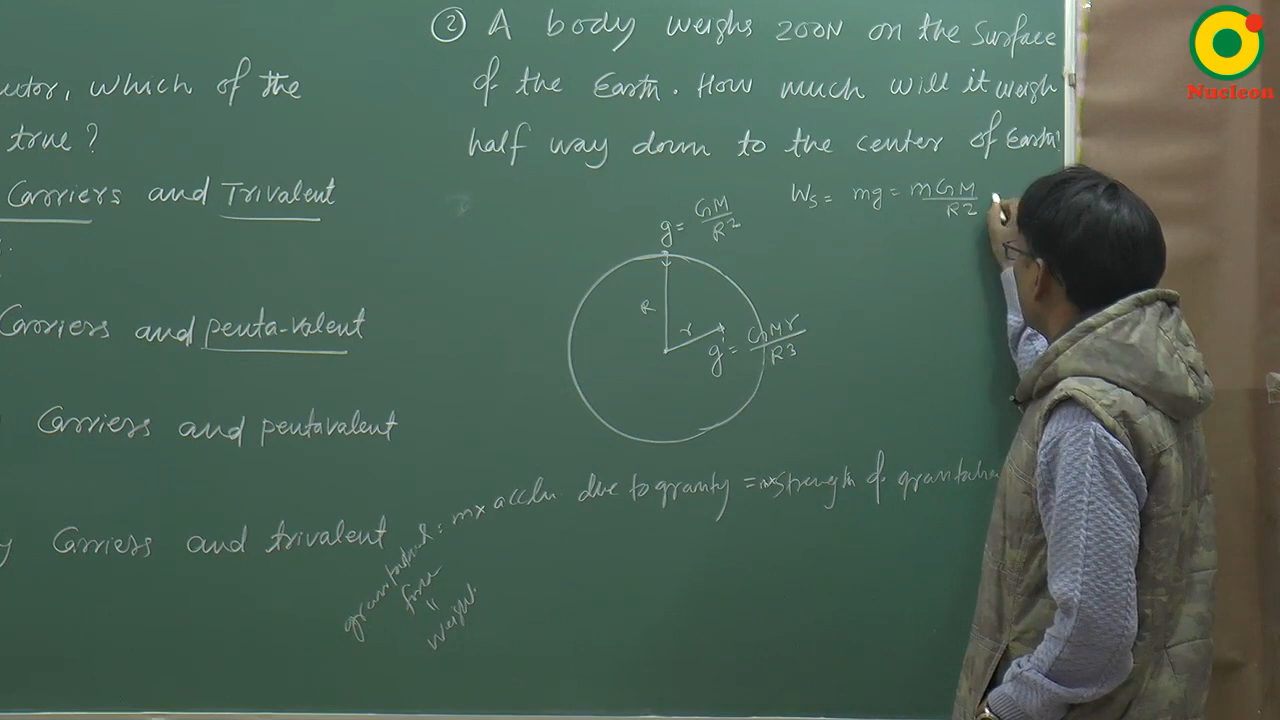 ② A body weighs 200N on the Surface
of the Earth. How much will it weigh
half way down to the center of Earth?
Ws = mg = mGM/R2
g = GM/R2
R
r
g' = GMr/R3
gravitational force = m× accln due to gravity = m×strength of gravitational
"
weight.
which of the
true?
Carriers and Trivalent
Carriers and penta-valent
Carriers and pentavalent
Carriers and trivalent
Nucleon